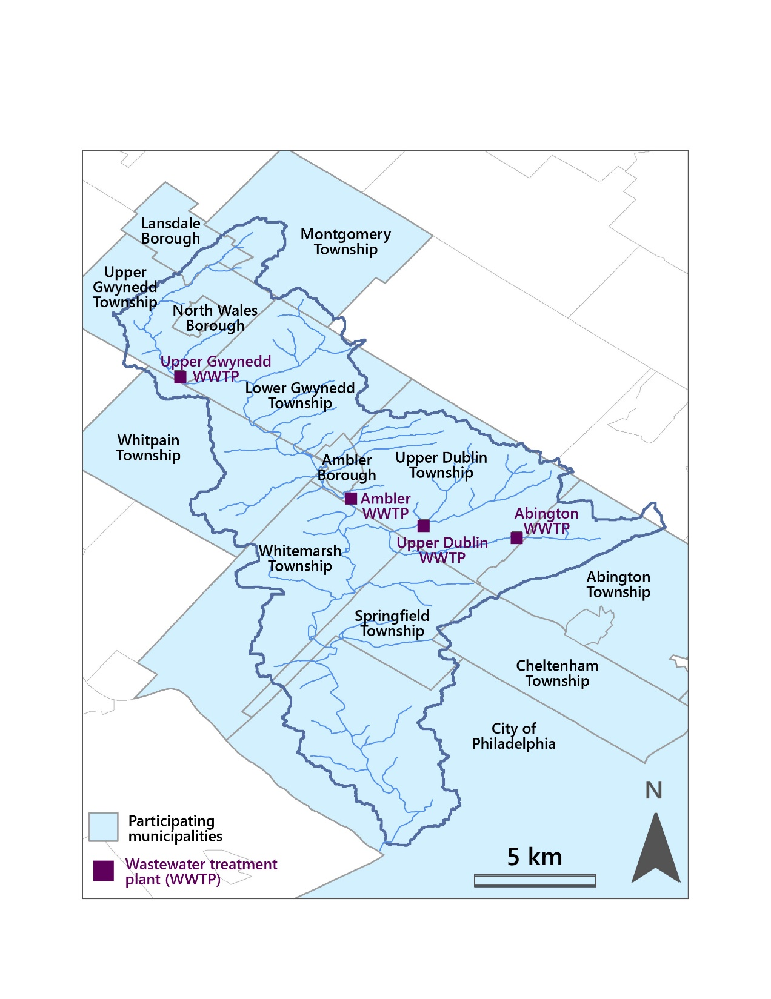 Lansdale
Borough
Montgomery
Township
Upper
Gwynedd
Township
North Wales
Borough
Upper Gwynedd
WWTP
Lower Gwynedd
Township
Whitpain
Township
Ambler
Borough
Upper Dublin
Township
Ambler
WWTP
Abington
WWTP
Upper Dublin
WWTP
Whitemarsh
Township
Abington
Township
Springfield
Township
Cheltenham
Township
City of
Philadelphia
N
Participating
municipalities
5 km
Wastewater treatment
plant (WWTP)